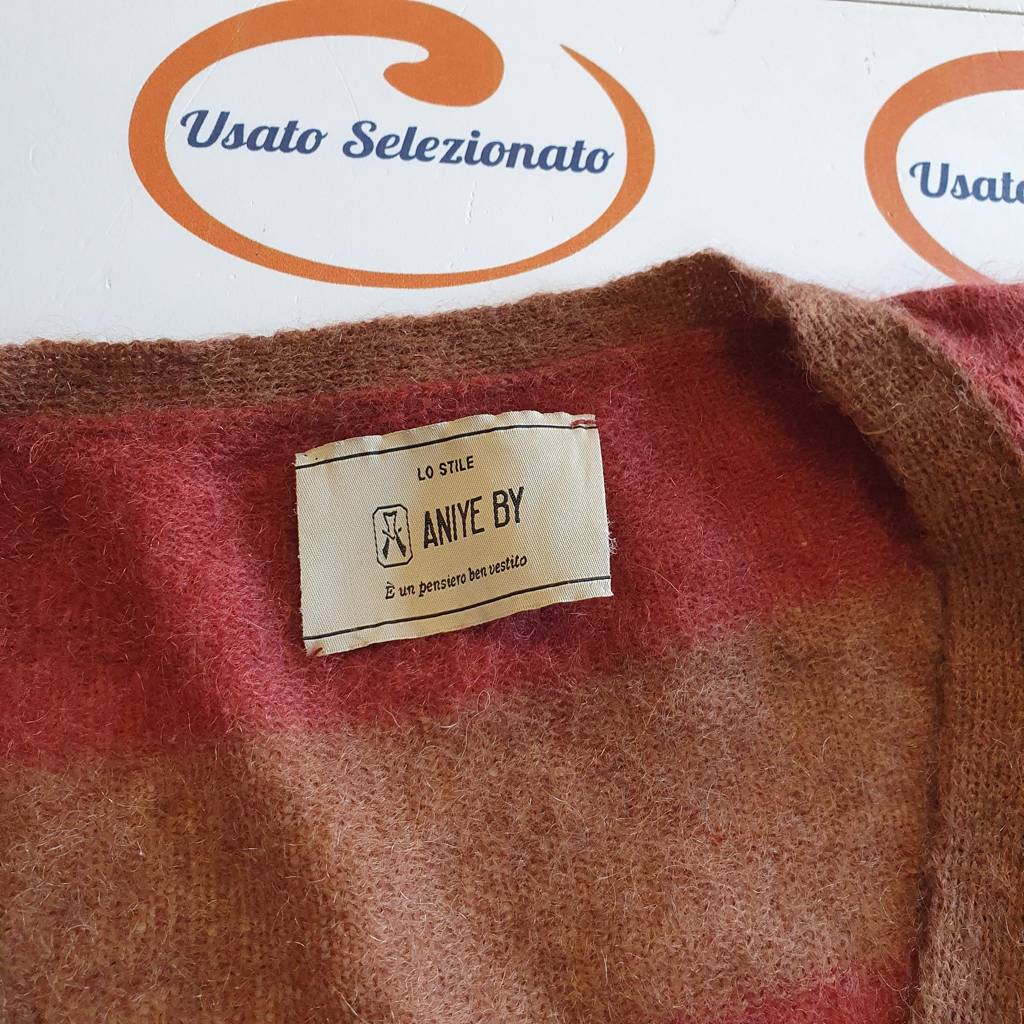 Usato Selezionato
Usato
LO STILE
ANIYE BY
È un pensiero ben vestito